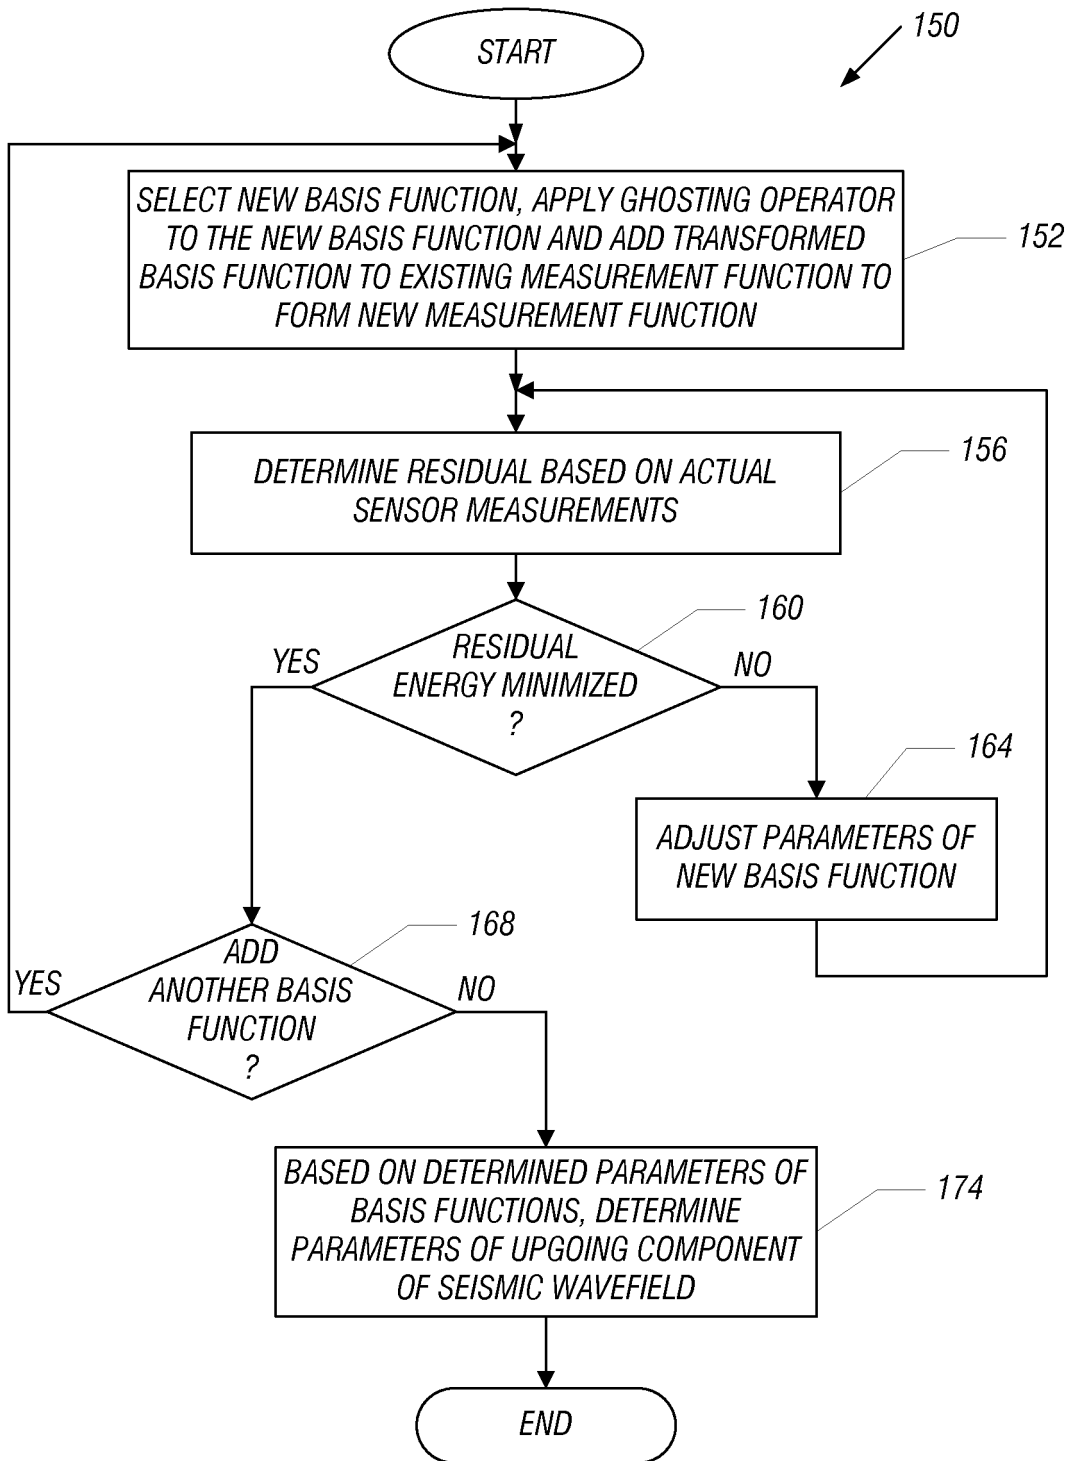 START
150
SELECT NEW BASIS FUNCTION, APPLY GHOSTING OPERATOR
TO THE NEW BASIS FUNCTION AND ADD TRANSFORMED
BASIS FUNCTION TO EXISTING MEASUREMENT FUNCTION TO
FORM NEW MEASUREMENT FUNCTION
152
DETERMINE RESIDUAL BASED ON ACTUAL
SENSOR MEASUREMENTS
156
RESIDUAL
ENERGY MINIMIZED
?
160
YES
NO
164
ADJUST PARAMETERS OF
NEW BASIS FUNCTION
ADD
ANOTHER BASIS
FUNCTION
?
168
YES
NO
BASED ON DETERMINED PARAMETERS OF
BASIS FUNCTIONS, DETERMINE
PARAMETERS OF UPGOING COMPONENT
OF SEISMIC WAVEFIELD
174
END